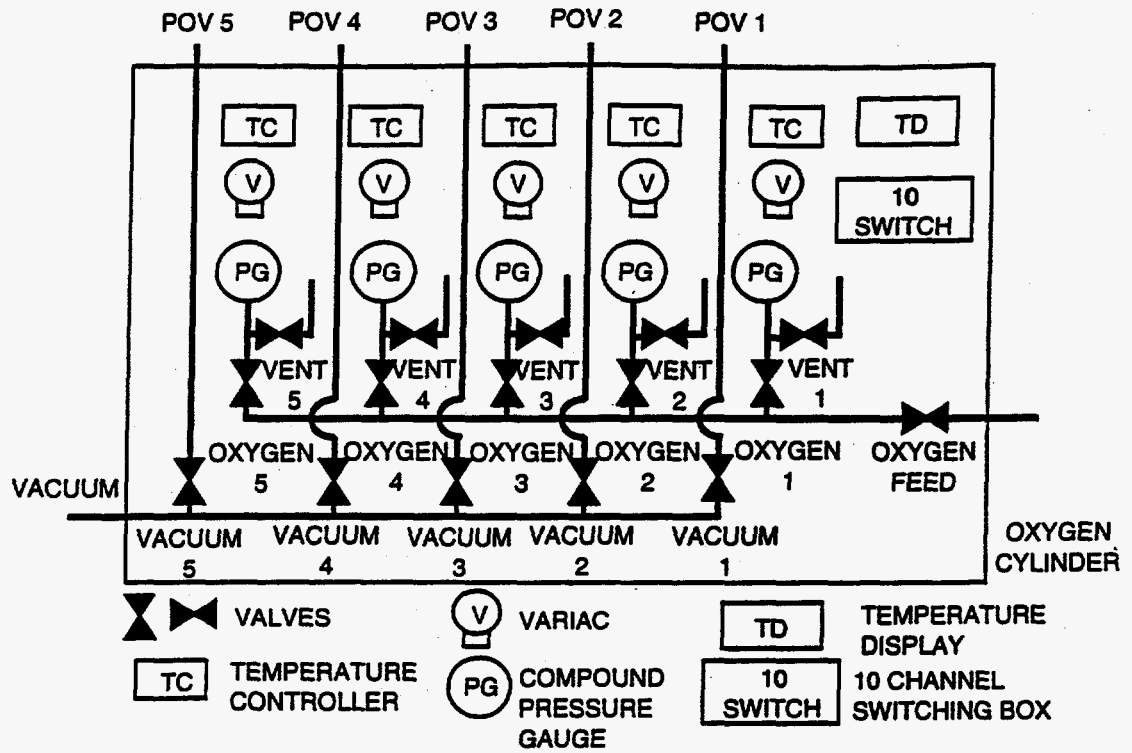 POV 5 POV 4 POV 3 POV 2 POV 1
TC TC TC TC TC TD
V V V V V
10
SWITCH
PG PG PG PG PG
VENT VENT VENT VENT VENT
5 4 3 2 1
OXYGEN OXYGEN OXYGEN OXYGEN OXYGEN OXYGEN
5 4 3 2 1 FEED
VACUUM
VACUUM VACUUM VACUUM VACUUM VACUUM
5 4 3 2 1
OXYGEN
CYLINDER
VALVES
V VARIAC
TD TEMPERATURE
DISPLAY
TC TEMPERATURE
CONTROLLER
PG COMPOUND
PRESSURE
GAUGE
10
SWITCH
10 CHANNEL
SWITCHING BOX